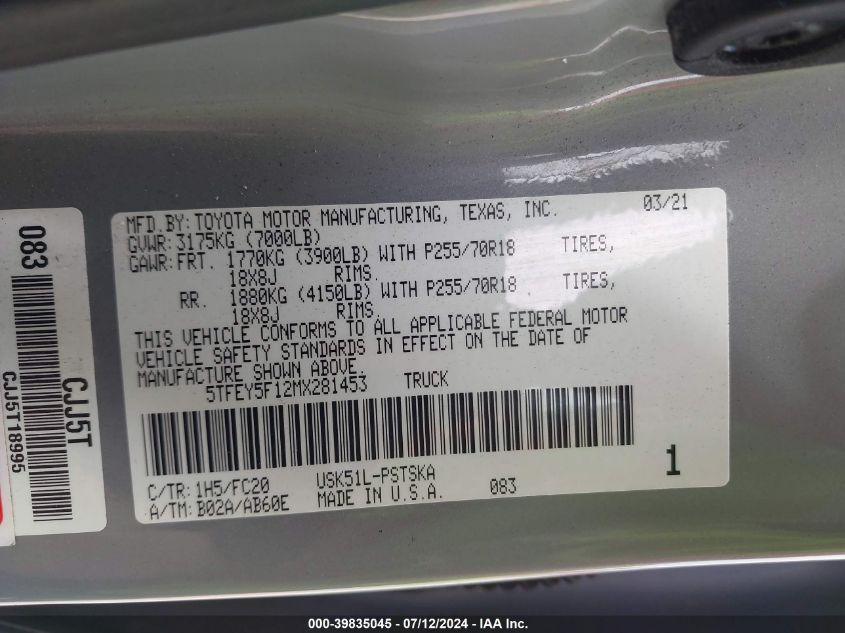 083
CJJ5T
CJJ5T18995
MFD.BY:TOYOTA MOTOR MANUFACTURING, TEXAS, INC. 03/21
GVWR:3175KG (7000LB)
GAWR:FRT. 1770KG (3900LB) WITH P255/70R18 TIRES,
18X8J RIMS.
RR. 1880KG (4150LB) WITH P255/70R18 TIRES,
18X8J RIMS.
THIS VEHICLE CONFORMS TO ALL APPLICABLE FEDERAL MOTOR
VEHICLE SAFETY STANDARDS IN EFFECT ON THE DATE OF
MANUFACTURE SHOWN ABOVE.
5TFEY5F12MX281453 TRUCK
C/TR:1H5/FC20 USK51L-PSTSKA
A/TM:B02A/AB60E MADE IN U.S.A. 083 1
000-39835045 - 07/12/2024 - IAA Inc.